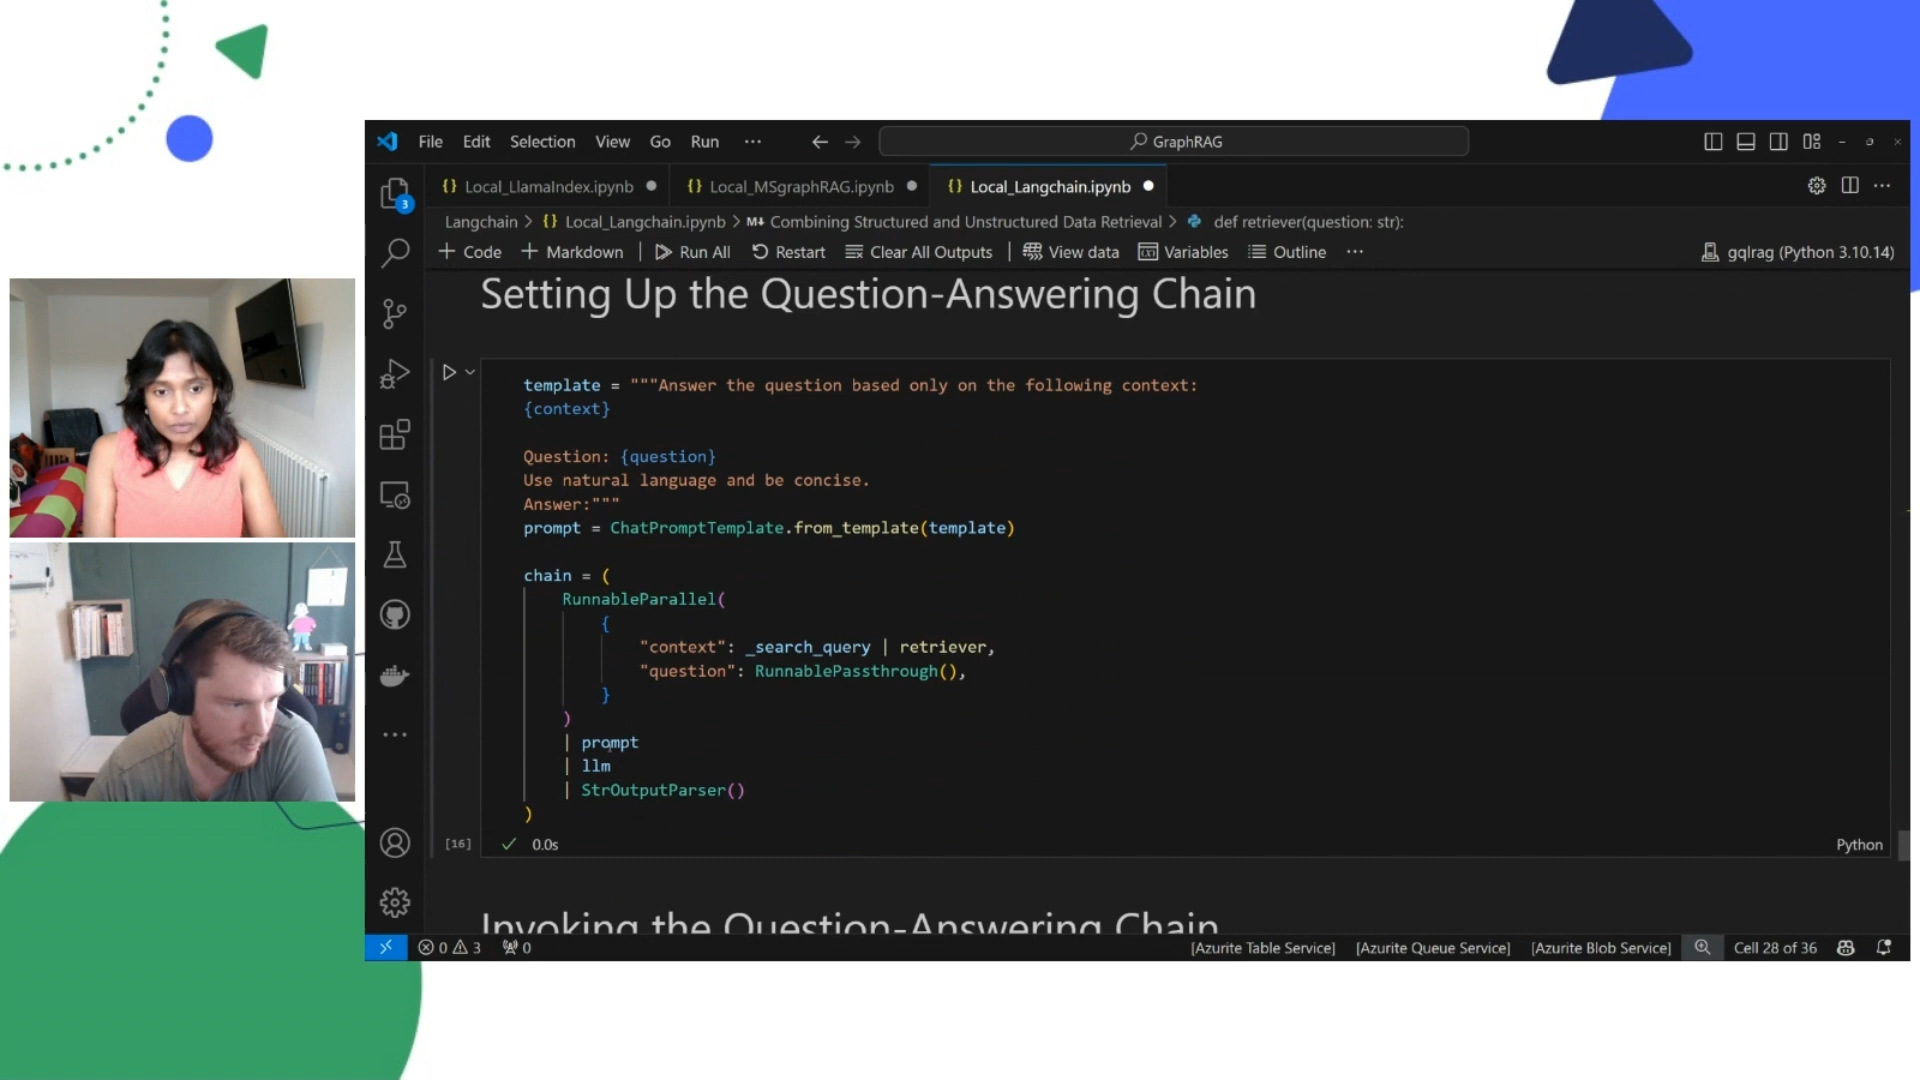 File Edit Selection View Go Run ··· GraphRAG
Local_LlamaIndex.ipynb Local_MSgraphRAG.ipynb Local_Langchain.ipynb
3
Langchain > Local_Langchain.ipynb > M↓ Combining Structured and Unstructured Data Retrieval > def retriever(question: str):
+ Code + Markdown | Run All Restart Clear All Outputs | View data Variables Outline ··· gqlrag (Python 3.10.14)
Setting Up the Question-Answering Chain
template = """Answer the question based only on the following context:
{context}
Question: {question}
Use natural language and be concise.
Answer:"""
prompt = ChatPromptTemplate.from_template(template)
chain = (
RunnableParallel(
{
"context": _search_query | retriever,
"question": RunnablePassthrough(),
}
)
| prompt
| llm
| StrOutputParser()
)
[16] ✓ 0.0s Python
Invoking the Question-Answering Chain
0 3 0 [Azurite Table Service] [Azurite Queue Service] [Azurite Blob Service] Cell 28 of 36